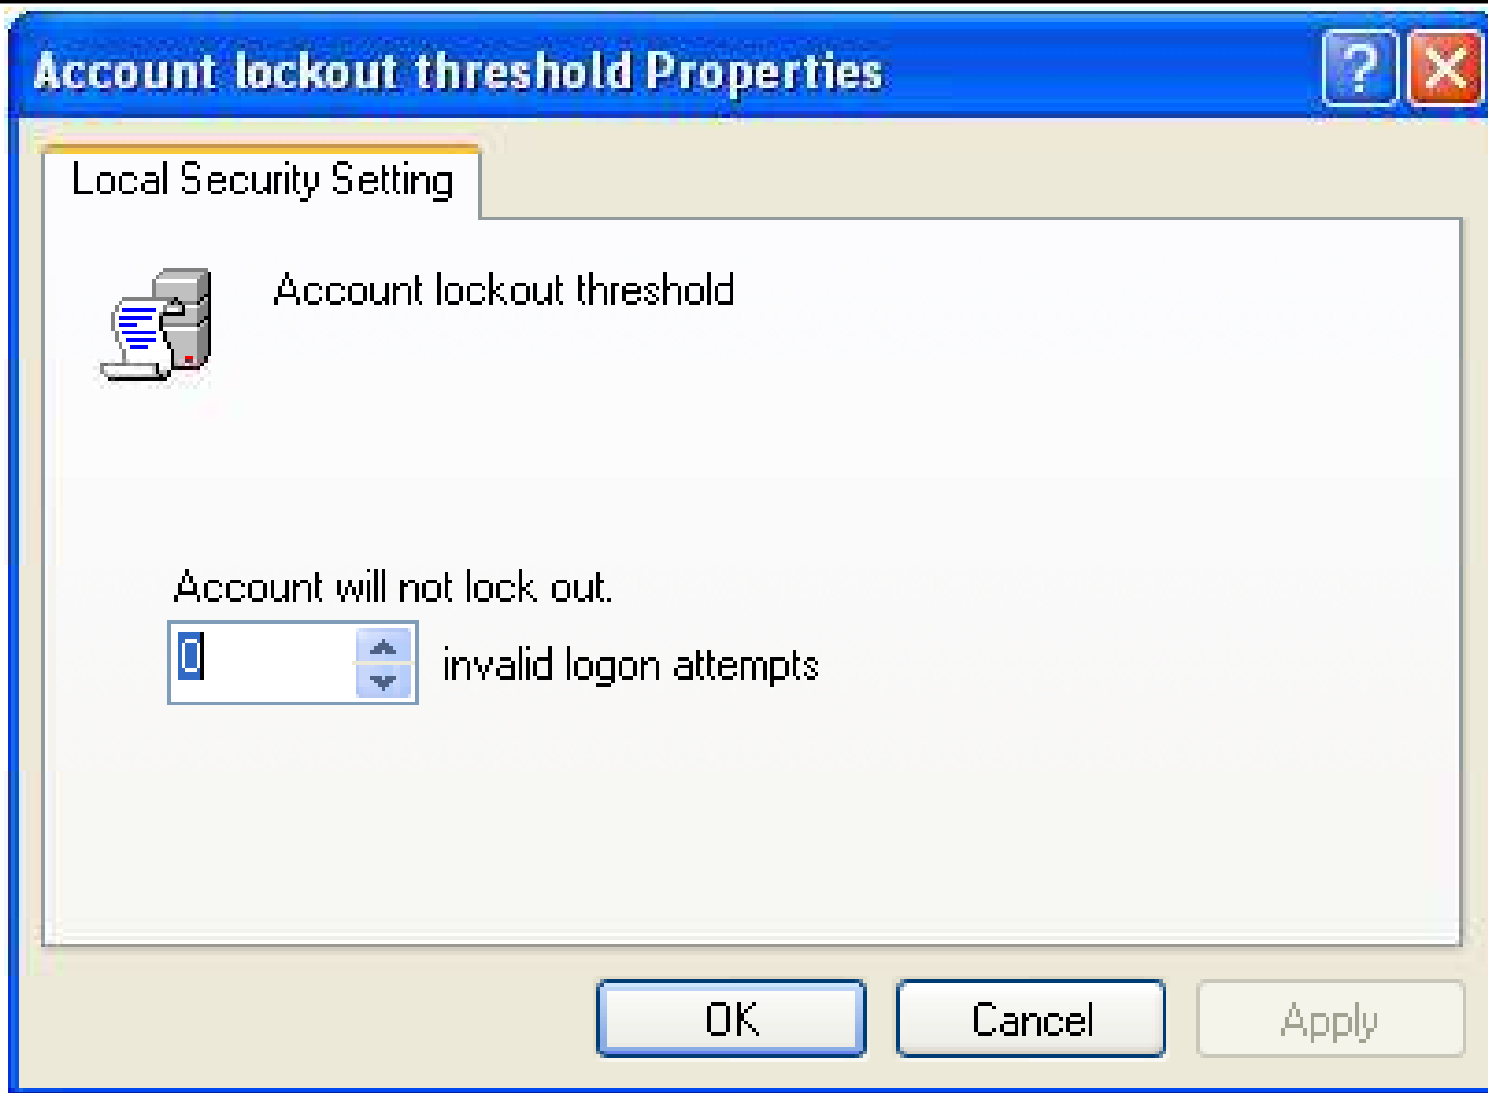 Account lockout threshold Properties
?
Local Security Setting
Account lockout threshold
Account will not lock out.
0 invalid logon attempts
OK Cancel Apply